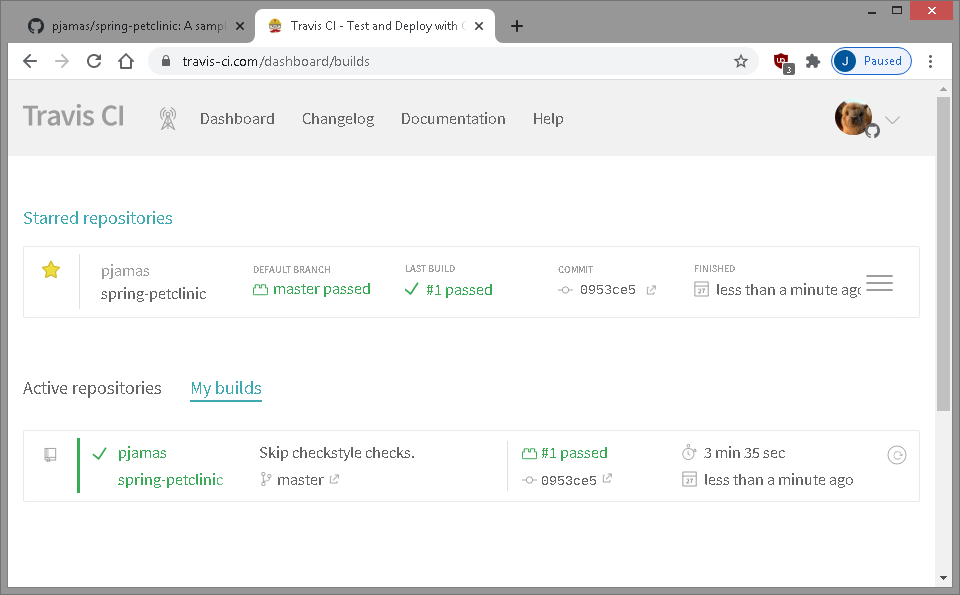 pjamas/spring-petclinic: A sampl
Travis CI - Test and Deploy with C
travis-ci.com/dashboard/builds
3
J Paused
Travis CI
Dashboard Changelog Documentation Help
Starred repositories
pjamas
spring-petclinic
DEFAULT BRANCH
master passed
LAST BUILD
#1 passed
COMMIT
0953ce5
FINISHED
27 less than a minute ago
Active repositories My builds
pjamas
spring-petclinic
Skip checkstyle checks.
master
#1 passed
0953ce5
3 min 35 sec
27 less than a minute ago